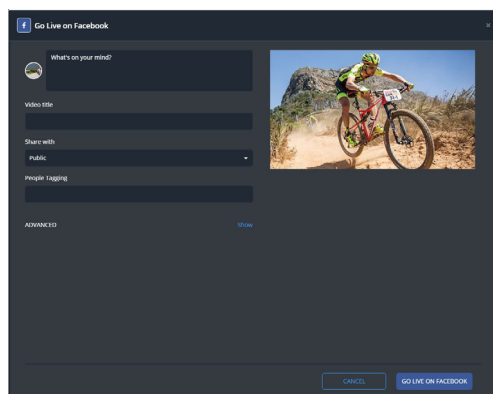 Go Live on Facebook
What's on your mind?
Video title
Share with
Public
People Tagging
ADVANCED
Show
CANCEL
GO LIVE ON FACEBOOK